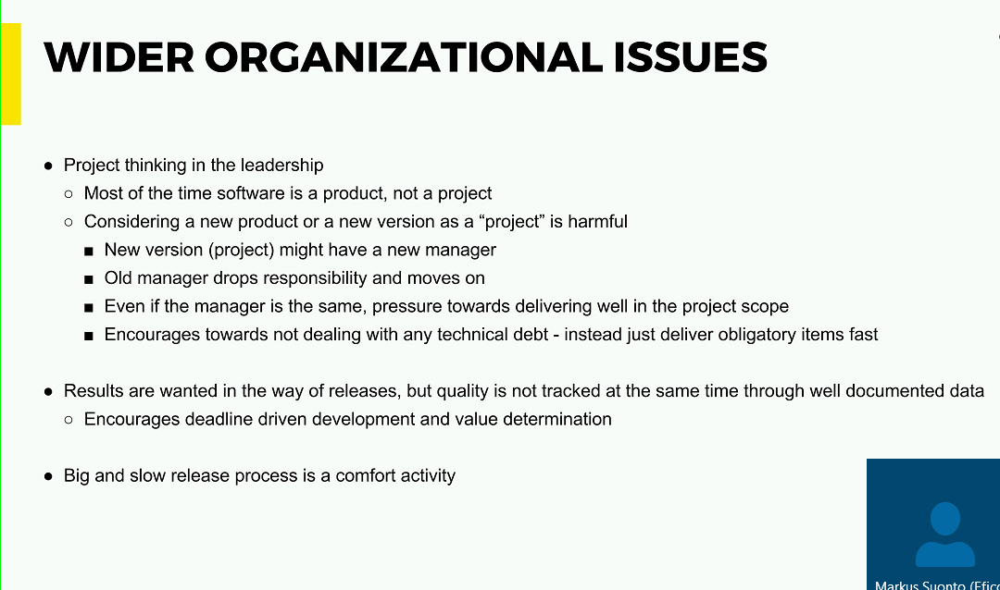 WIDER ORGANIZATIONAL ISSUES
● Project thinking in the leadership
○ Most of the time software is a product, not a project
○ Considering a new product or a new version as a “project” is harmful
■ New version (project) might have a new manager
■ Old manager drops responsibility and moves on
■ Even if the manager is the same, pressure towards delivering well in the project scope
■ Encourages towards not dealing with any technical debt - instead just deliver obligatory items fast
● Results are wanted in the way of releases, but quality is not tracked at the same time through well documented data
○ Encourages deadline driven development and value determination
● Big and slow release process is a comfort activity
Markus Suonto